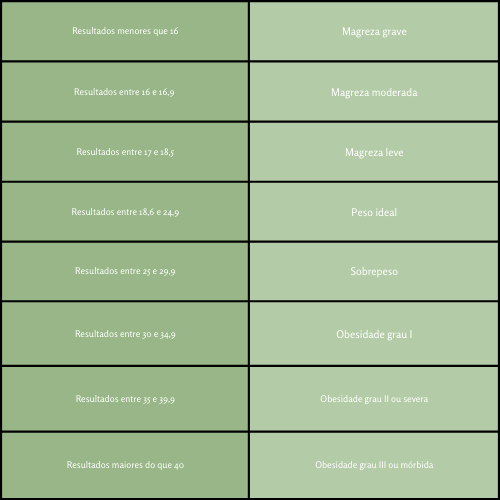 Resultados menores que 16
Magreza grave
Resultados entre 16 e 16,9
Magreza moderada
Resultados entre 17 e 18,5
Magreza leve
Resultados entre 18,6 e 24,9
Peso ideal
Resultados entre 25 e 29,9
Sobrepeso
Resultados entre 30 e 34,9
Obesidade grau I
Resultados entre 35 e 39,9
Obesidade grau II ou severa
Resultados maiores do que 40
Obesidade grau III ou mórbida